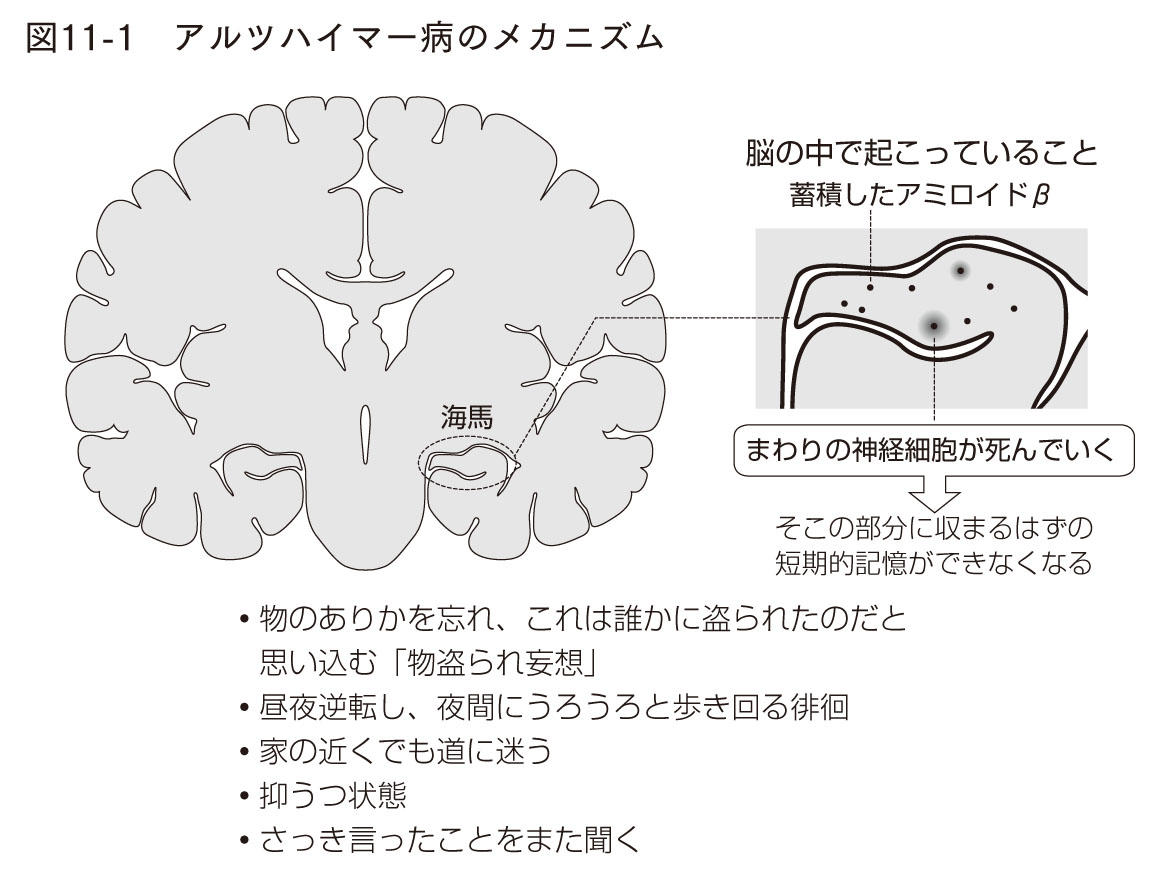 図11-1　アルツハイマー病のメカニズム
脳の中で起こっていること
蓄積したアミロイドβ
海馬
まわりの神経細胞が死んでいく
そこの部分に収まるはずの
短期的記憶ができなくなる
•物のありかを忘れ、これは誰かに盗られたのだと
思い込む「物盗られ妄想」
•昼夜逆転し、夜間にうろうろと歩き回る徘徊
•家の近くでも道に迷う
•抑うつ状態
•さっき言ったことをまた聞く